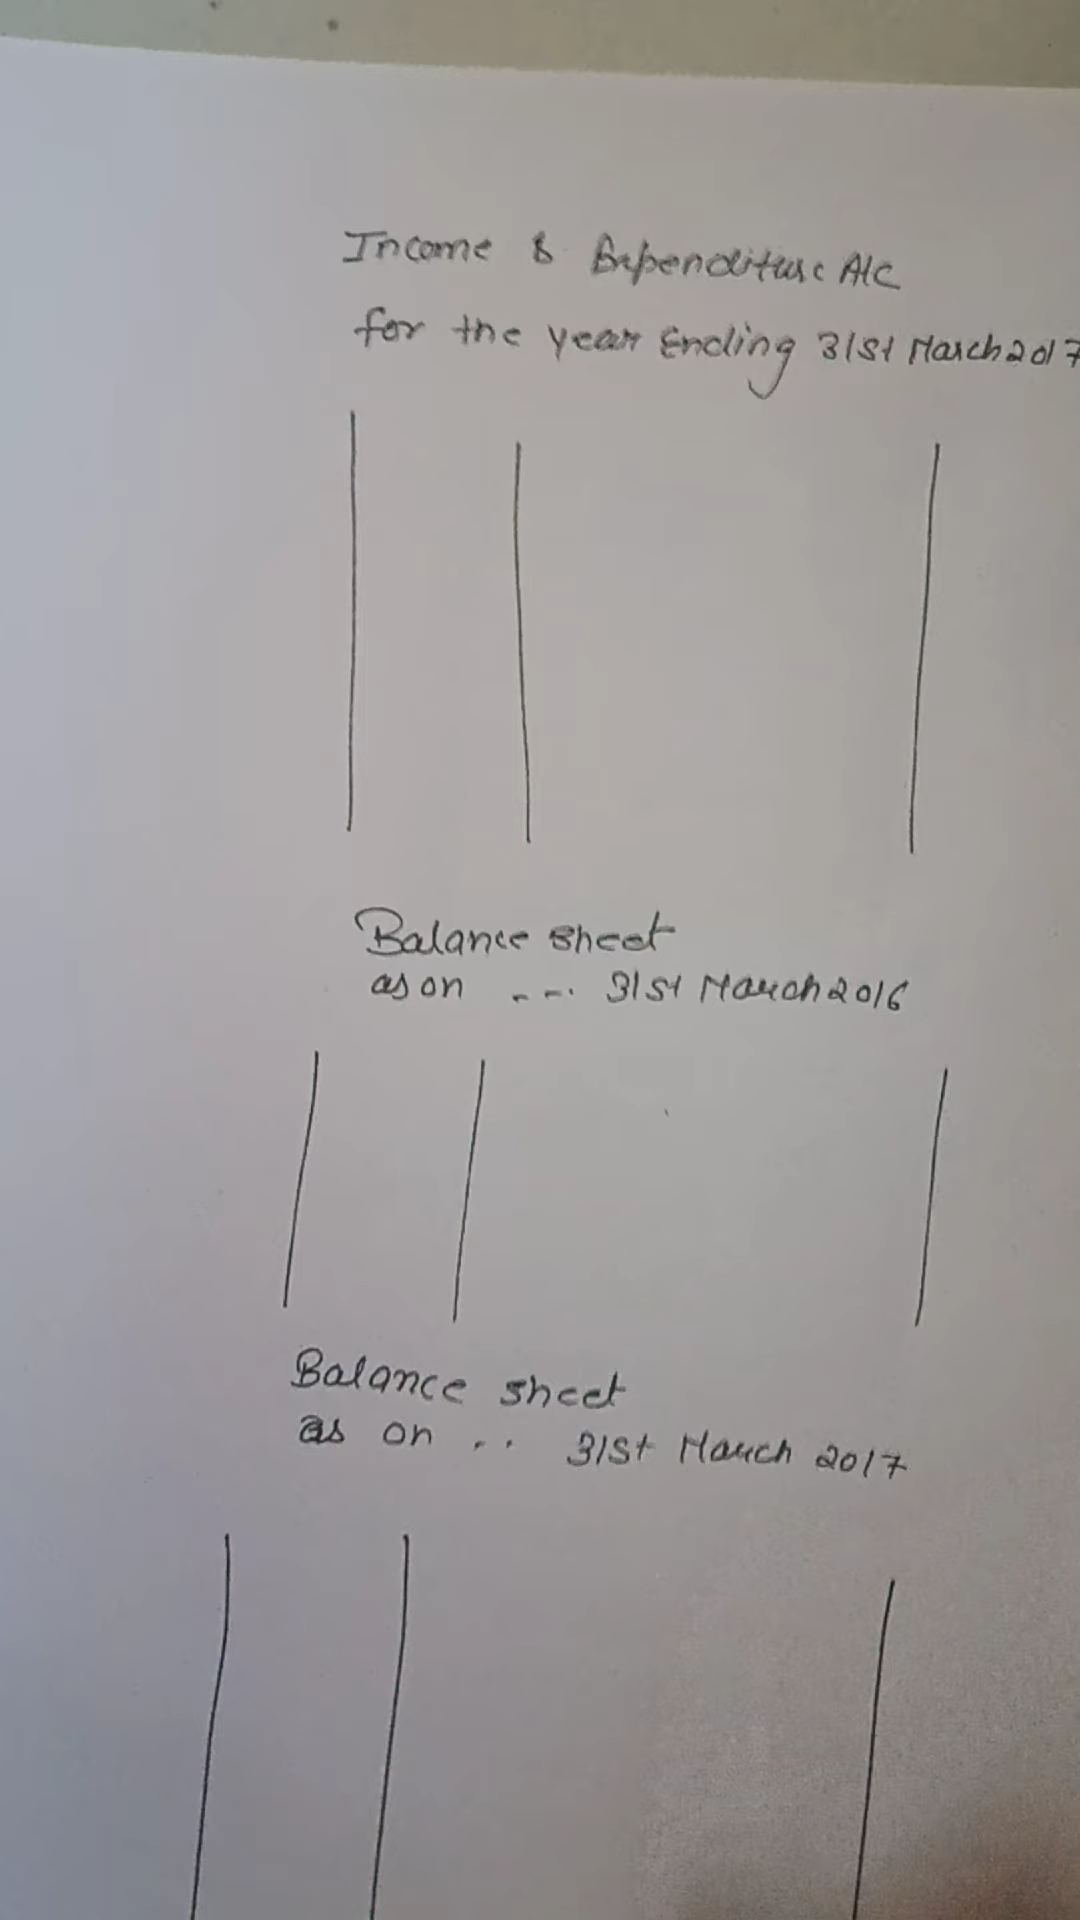 Income & Expenditure A/C
for the year Ending 31st March 2017
Balance sheet
as on --- 31st March 2016
Balance sheet
as on .. 31st March 2017